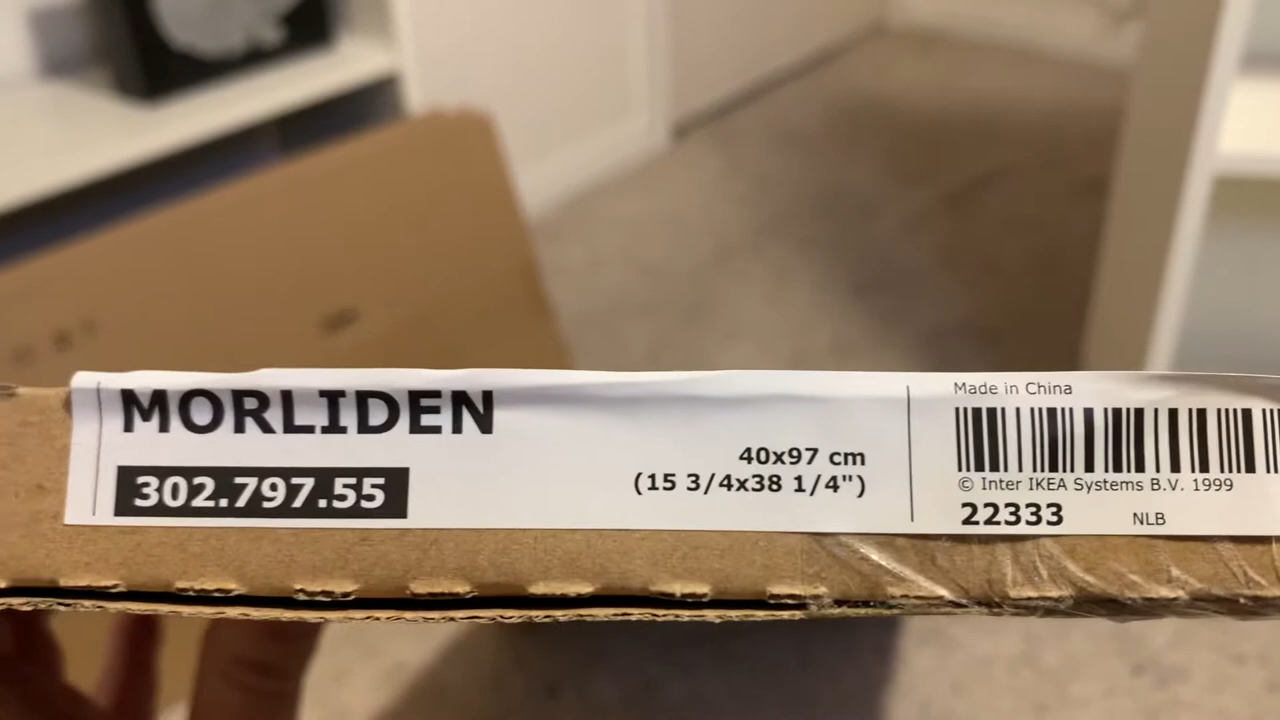 MORLIDEN
302.797.55
40x97 cm
(15 3/4x38 1/4")
Made in China
© Inter IKEA Systems B.V. 1999
22333 NLB